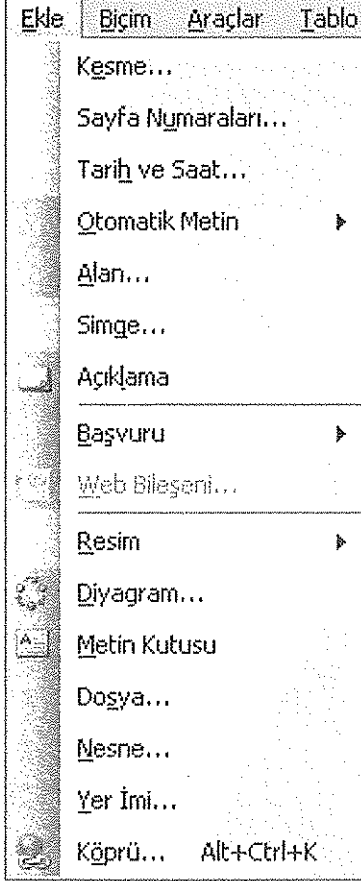 Ekle Biçim Araçlar Tablo
Kesme...
Sayfa Numaraları...
Tarih ve Saat...
Otomatik Metin
Alan...
Simge...
Açıklama
Başvuru
Web Bileşeni...
Resim
Diyagram...
Metin Kutusu
Dosya...
Nesne...
Yer İmi...
Köprü... Alt+Ctrl+K